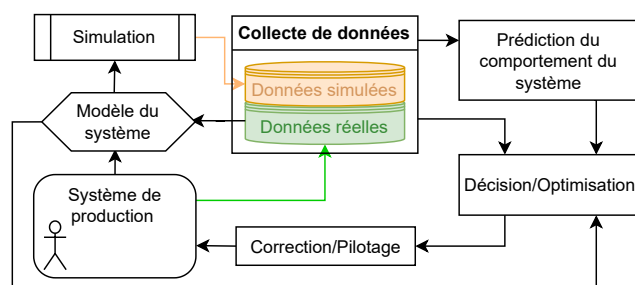 Simulation
Collecte de données
Prédiction du
comportement du
système
Données simulées
Données réelles
Modèle du
système
Système de
production
Décision/Optimisation
Correction/Pilotage